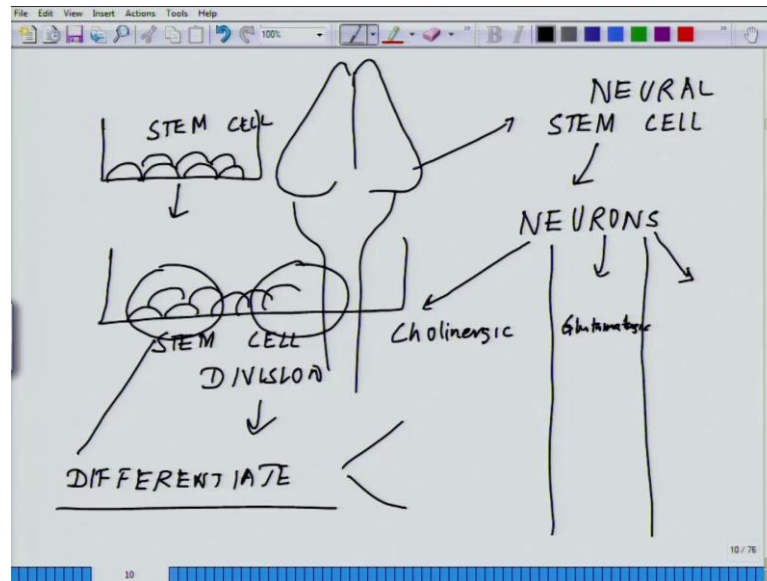 File Edit View Insert Actions Tools Help
100%
STEM CELL
NEURAL
STEM CELL
NEURONS
Cholinergic
Glutamatergic
STEM CELL
DIVISION
DIFFERENTIATE
10 / 76
10